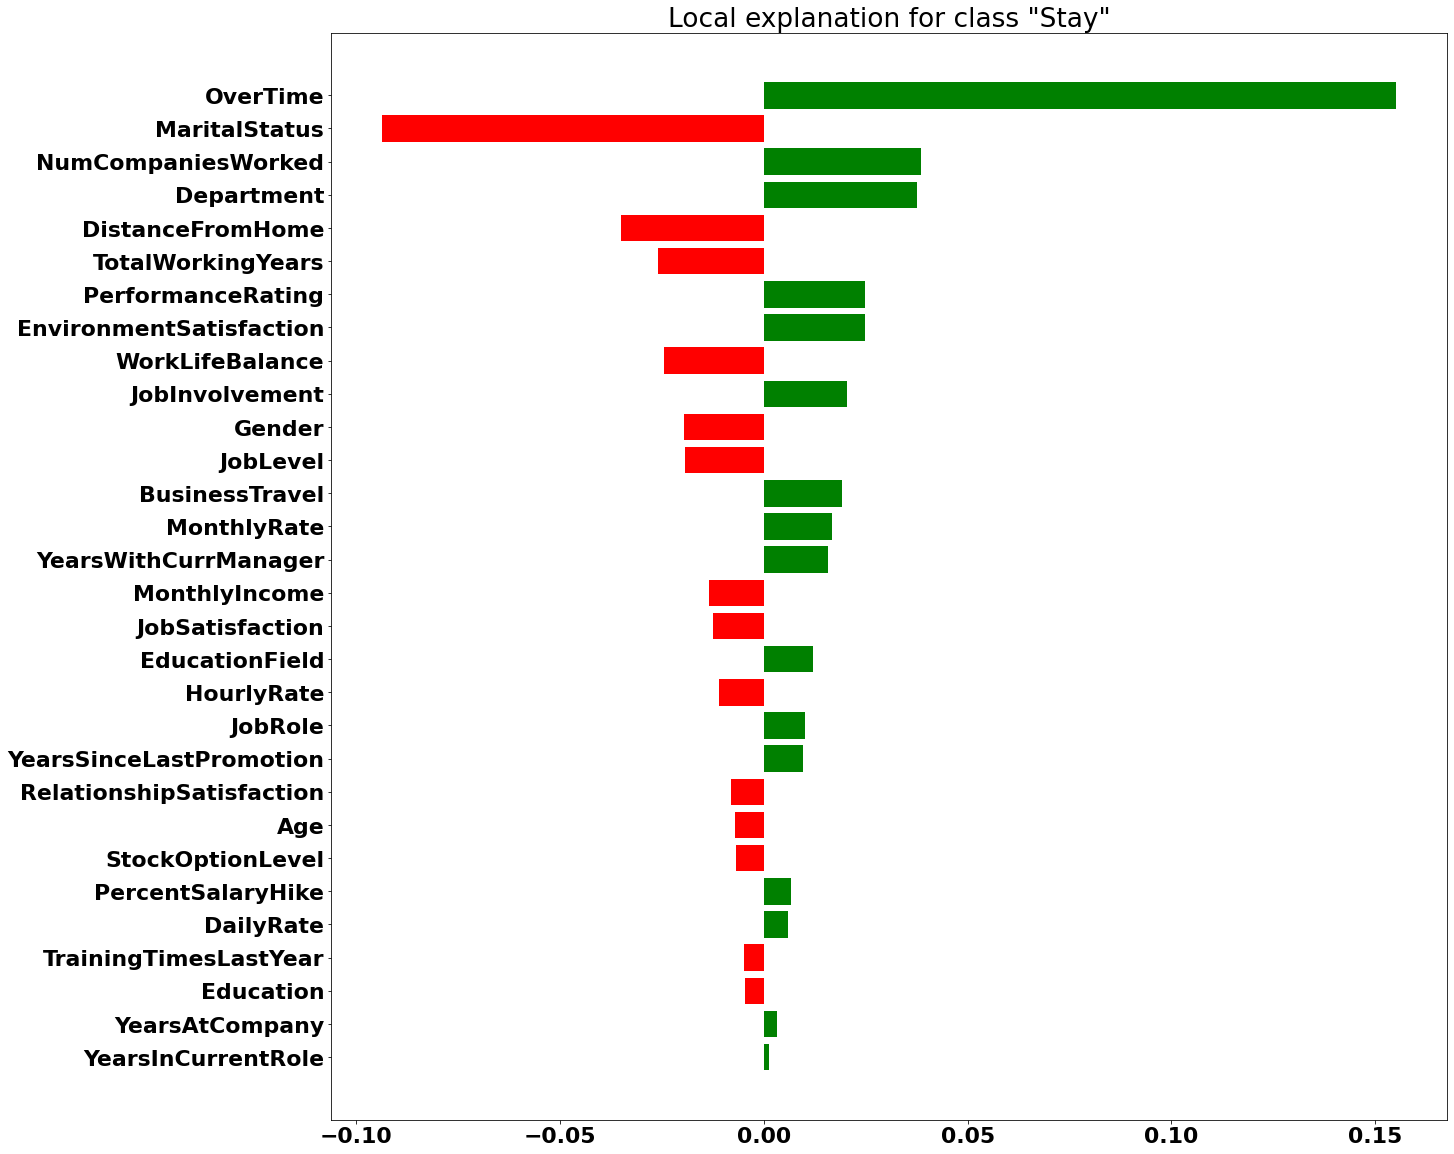 Local explanation for class "Stay"
OverTime
MaritalStatus
NumCompaniesWorked
Department
DistanceFromHome
TotalWorkingYears
PerformanceRating
EnvironmentSatisfaction
WorkLifeBalance
JobInvolvement
Gender
JobLevel
BusinessTravel
MonthlyRate
YearsWithCurrManager
MonthlyIncome
JobSatisfaction
EducationField
HourlyRate
JobRole
YearsSinceLastPromotion
RelationshipSatisfaction
Age
StockOptionLevel
PercentSalaryHike
DailyRate
TrainingTimesLastYear
Education
YearsAtCompany
YearsInCurrentRole
−0.10 −0.05 0.00 0.05 0.10 0.15